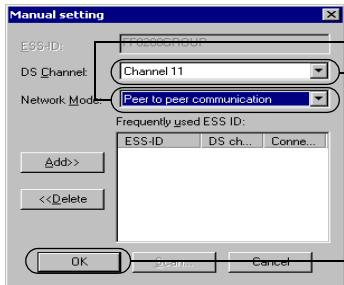 Manual setting
ESS-ID: FF0200GROUP
DS Channel: Channel 11
Network Mode: Peer to peer communication
Frequently used ESS ID:
ESS-ID DS ch... Conne...
Add>>
<<Delete
OK Scan... Cancel